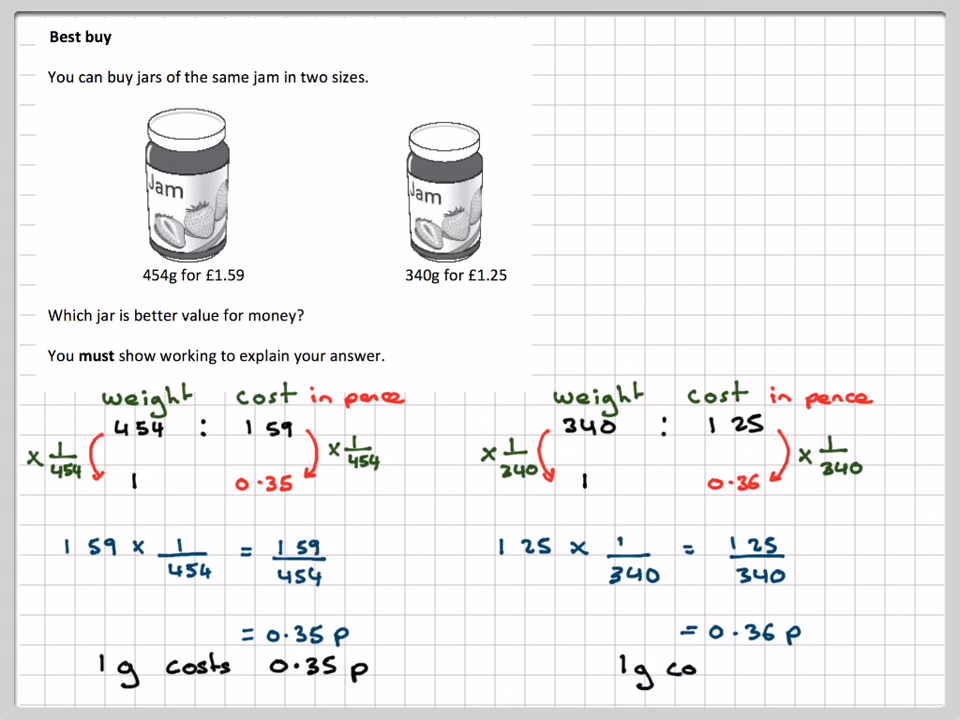 Best buy
You can buy jars of the same jam in two sizes.
Jam
Jam
454g for £1.59
340g for £1.25
Which jar is better value for money?
You must show working to explain your answer.
weight cost in pence
454 : 159
× 1/454
× 1/454
1 0.35
159 × 1/454 = 159/454
= 0.35 p
1g costs 0.35 p
weight cost in pence
340 : 125
× 1/340
× 1/340
1 0.36
125 × 1/340 = 125/340
= 0.36 p
1g co